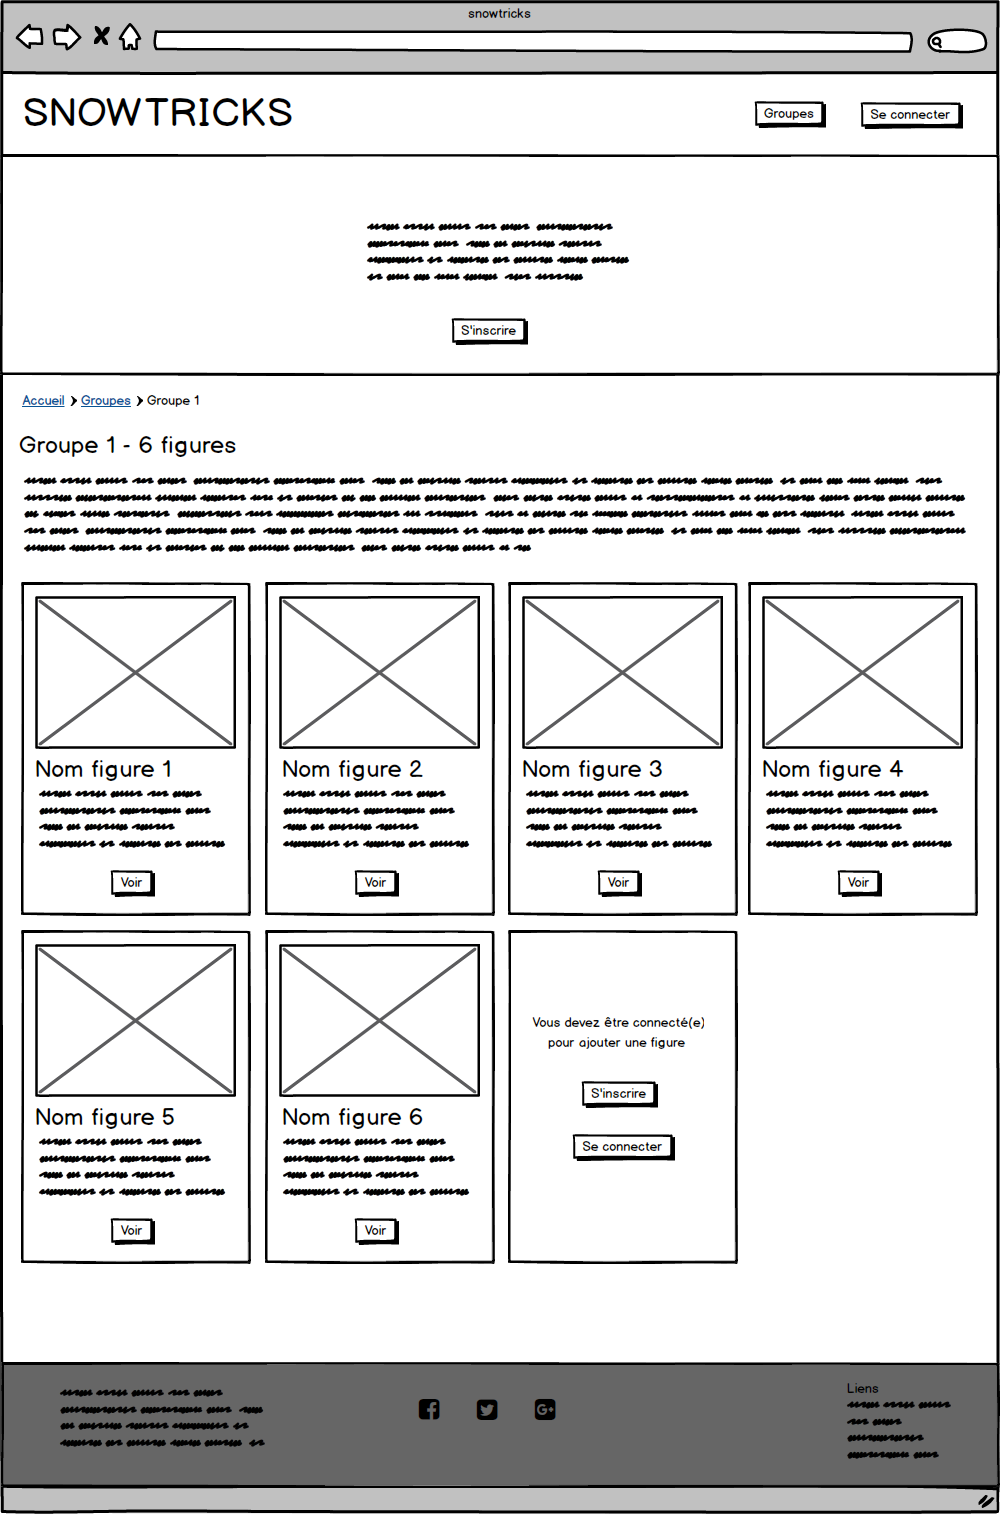 snowtricks
SNOWTRICKS
Groupes
Se connecter
S'inscrire
Accueil Groupes Groupe 1
Groupe 1 - 6 figures
Nom figure 1
Nom figure 2
Nom figure 3
Nom figure 4
Voir
Voir
Voir
Voir
Vous devez être connecté(e)
pour ajouter une figure
S'inscrire
Se connecter
Nom figure 5
Nom figure 6
Voir
Voir
Liens